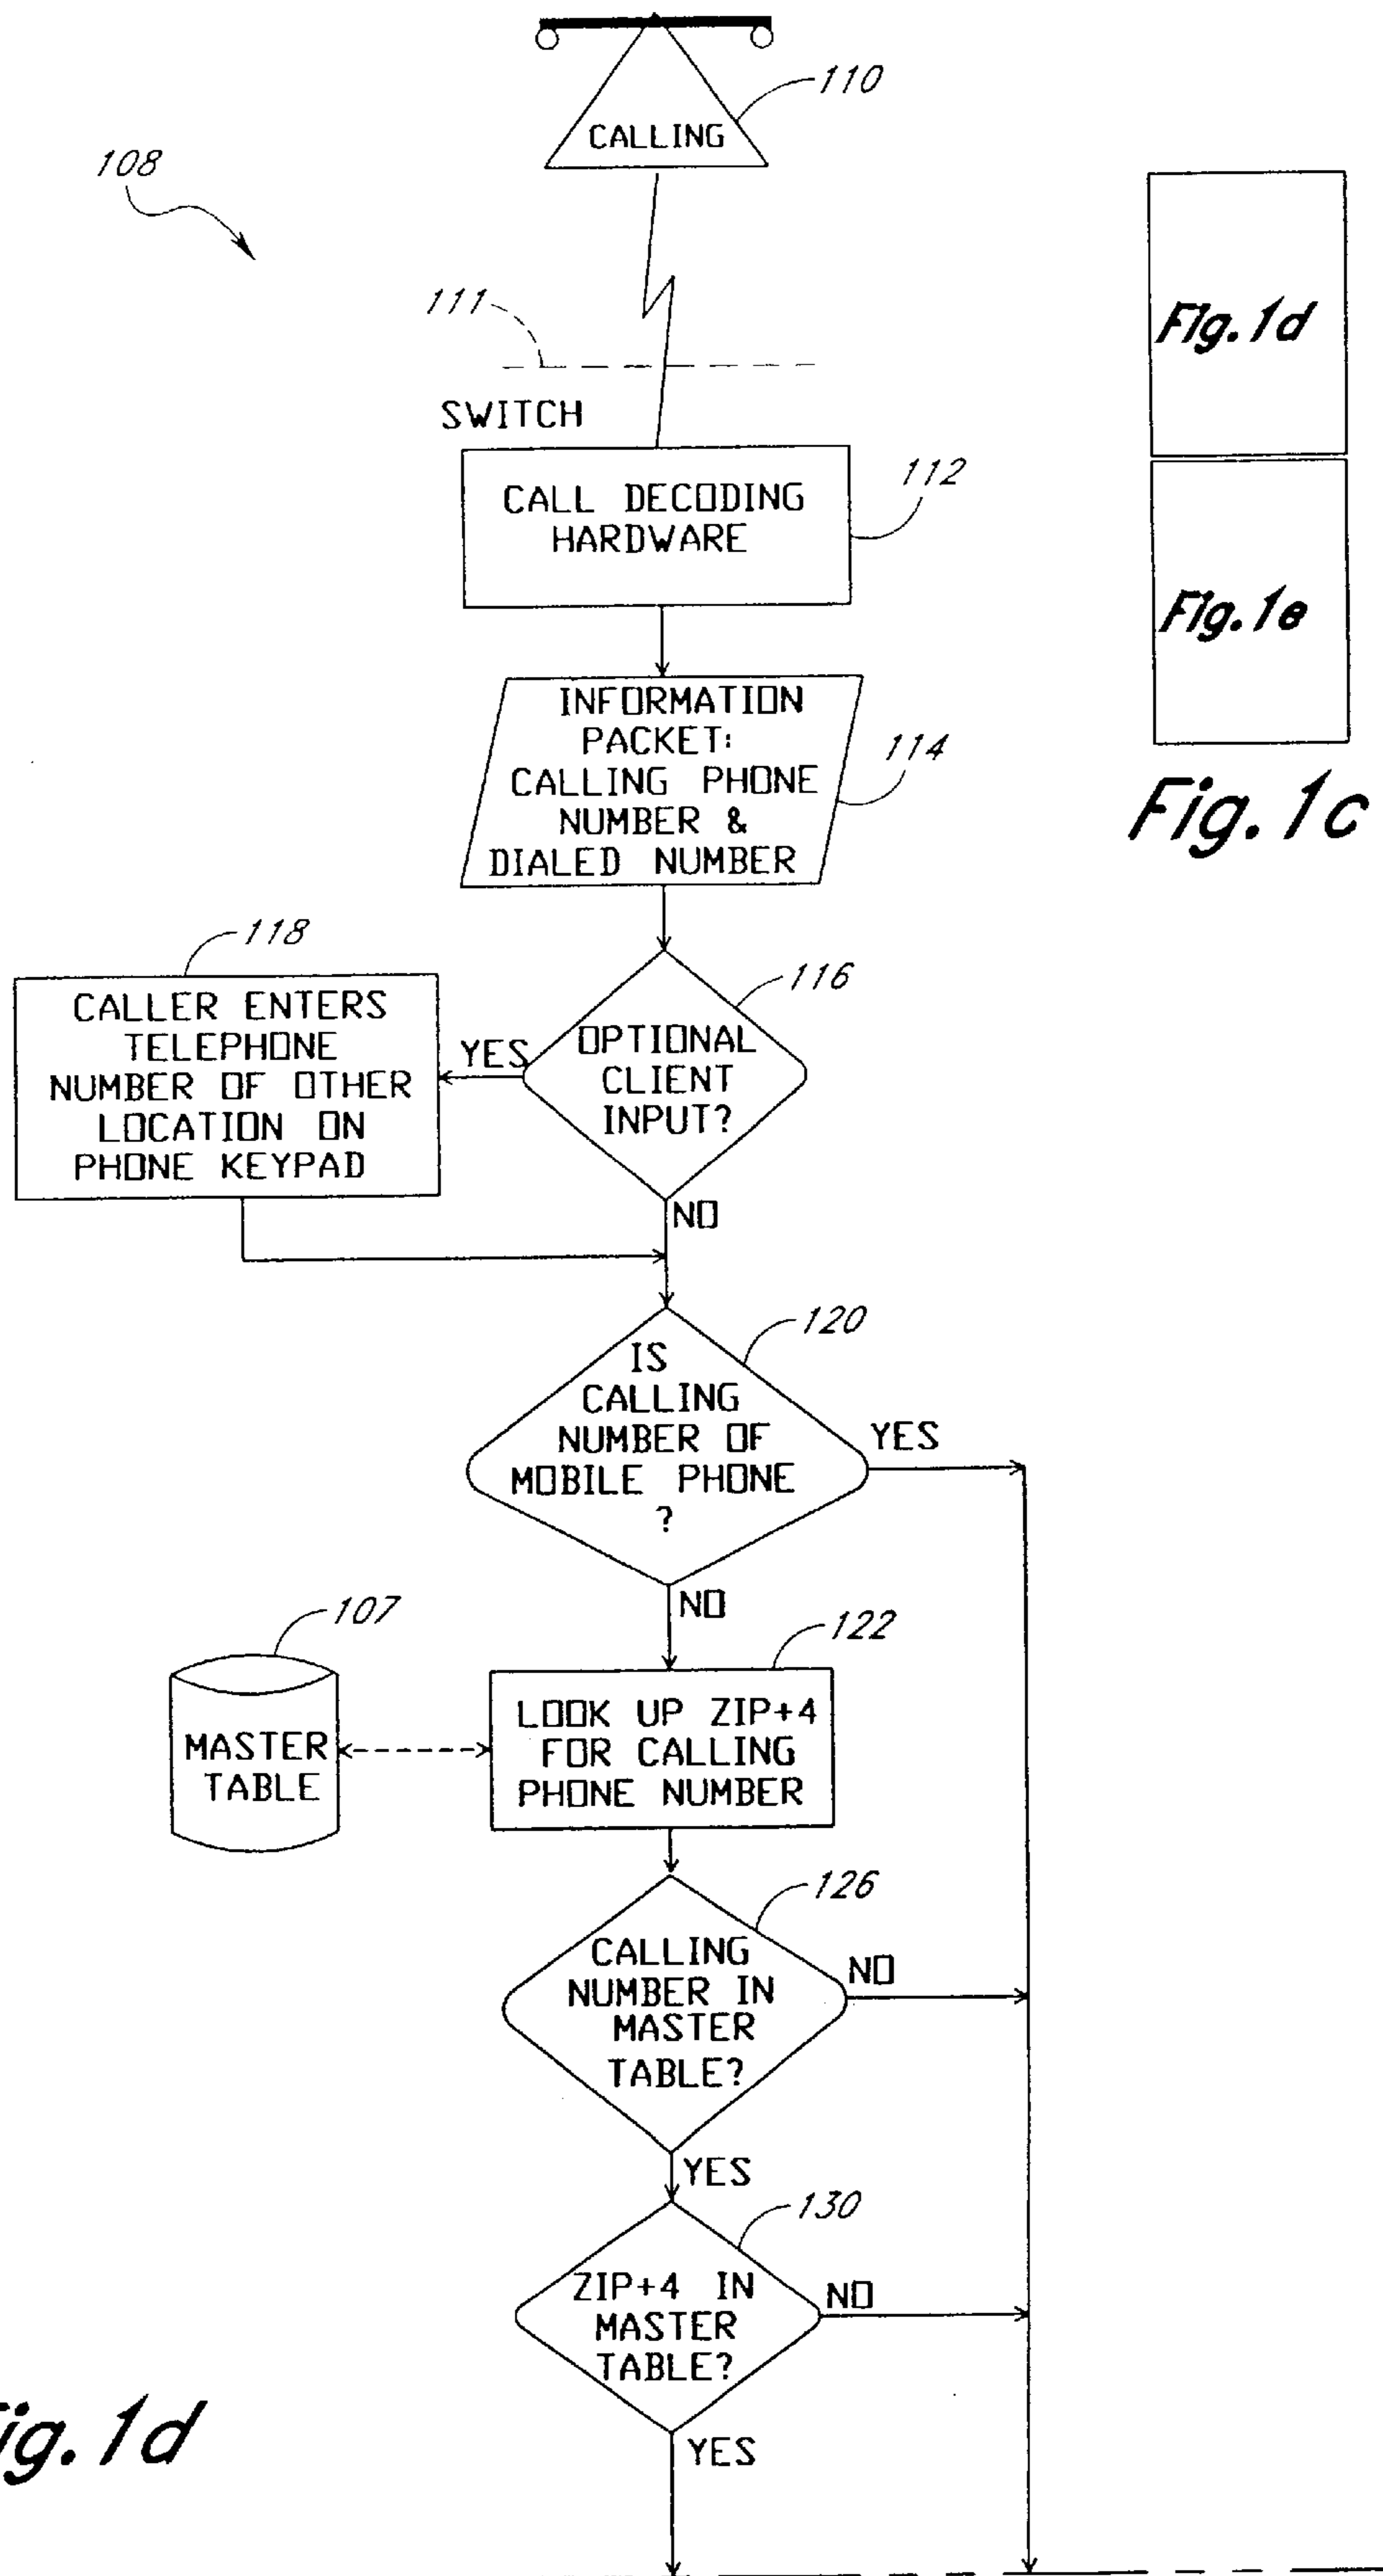 110
CALLING
108
111
SWITCH
CALL DECODING
HARDWARE
112
INFORMATION
PACKET:
CALLING PHONE
NUMBER &
DIALED NUMBER
114
Fig. 1d
Fig. 1e
Fig. 1c
118
CALLER ENTERS
TELEPHONE
NUMBER OF OTHER
LOCATION ON
PHONE KEYPAD
YES
116
OPTIONAL
CLIENT
INPUT?
NO
120
IS
CALLING
NUMBER OF
MOBILE PHONE
?
YES
NO
107
MASTER
TABLE
122
LOOK UP ZIP+4
FOR CALLING
PHONE NUMBER
126
CALLING
NUMBER IN
MASTER
TABLE?
NO
YES
130
ZIP+4 IN
MASTER
TABLE?
NO
YES
ig. 1d